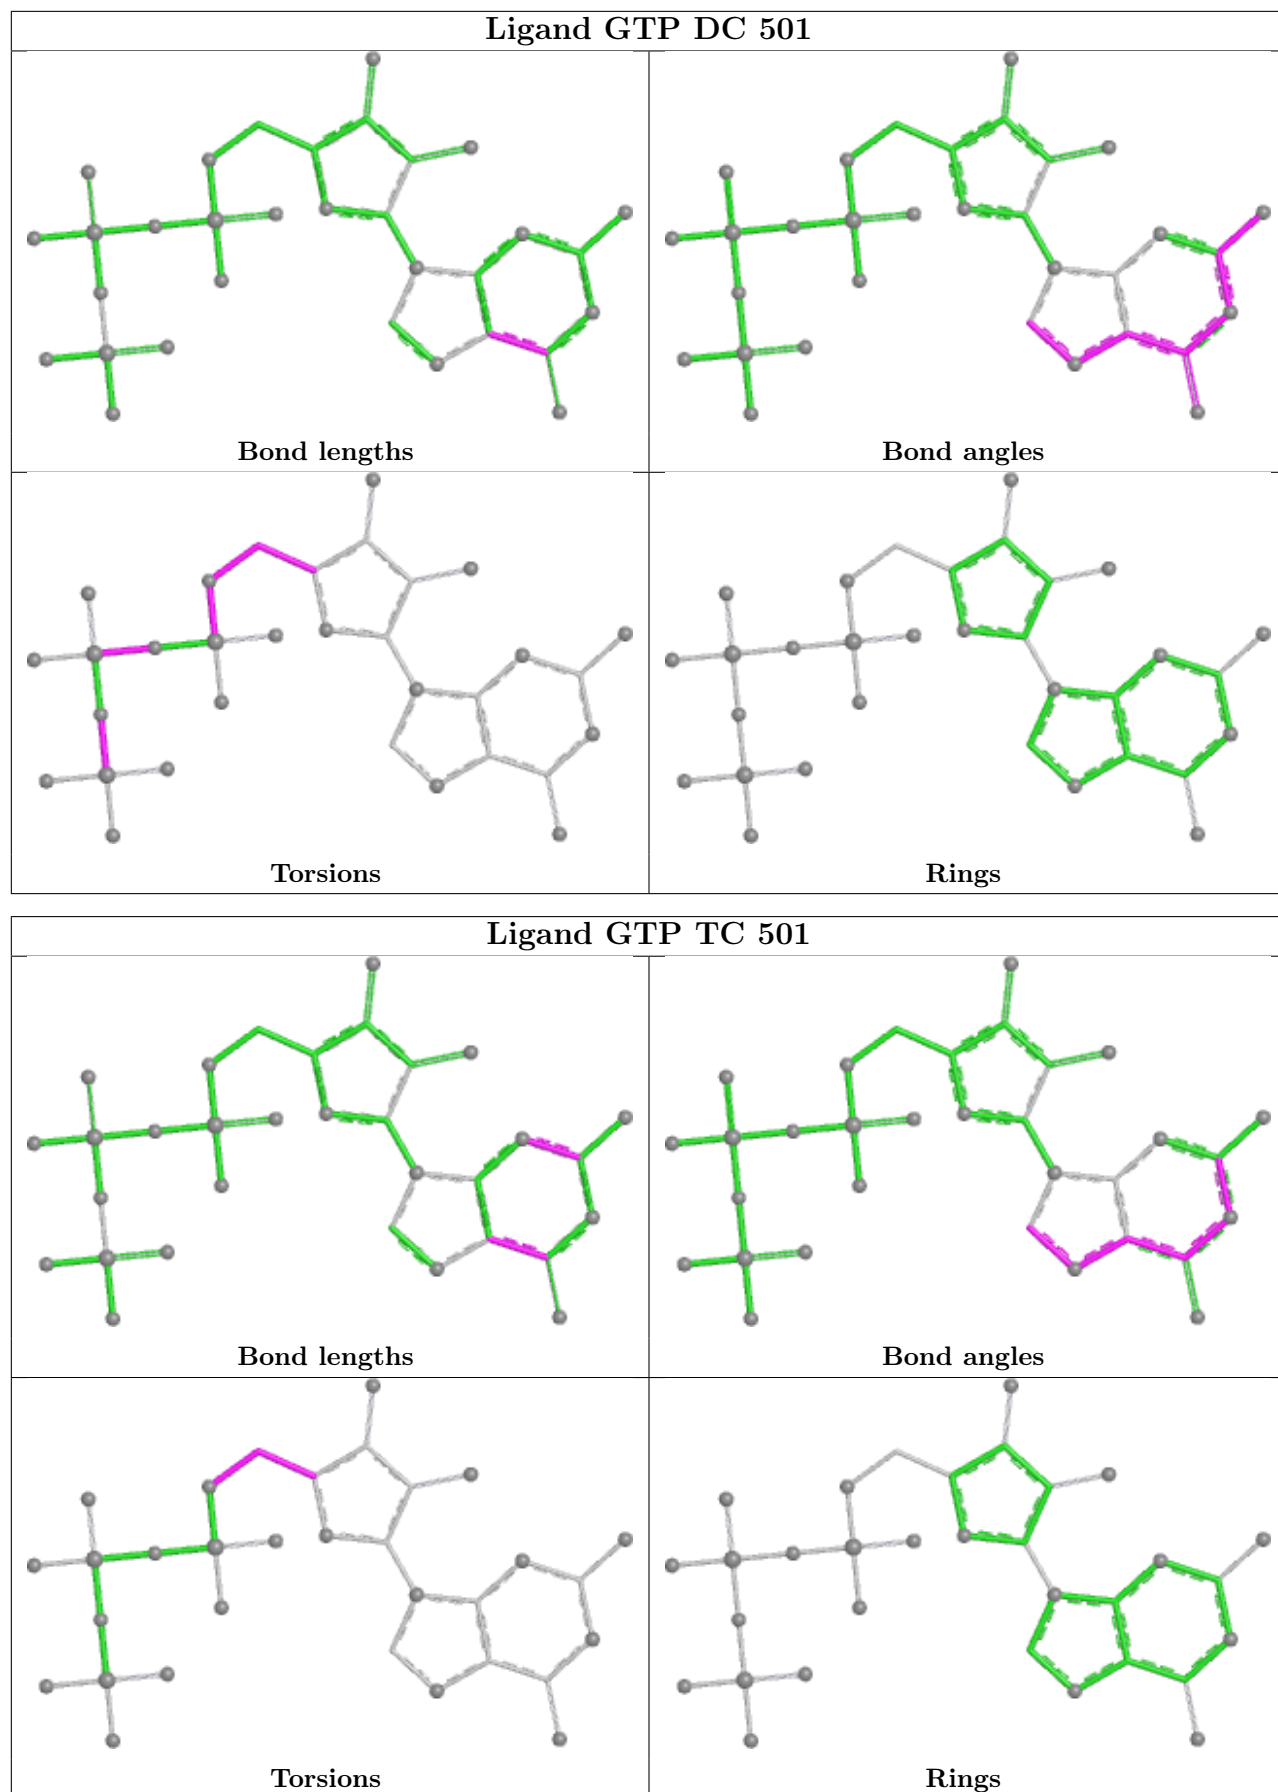 Ligand GTP DC 501
Bond lengths
Bond angles
Torsions
Rings
Ligand GTP TC 501
Bond lengths
Bond angles
Torsions
Rings